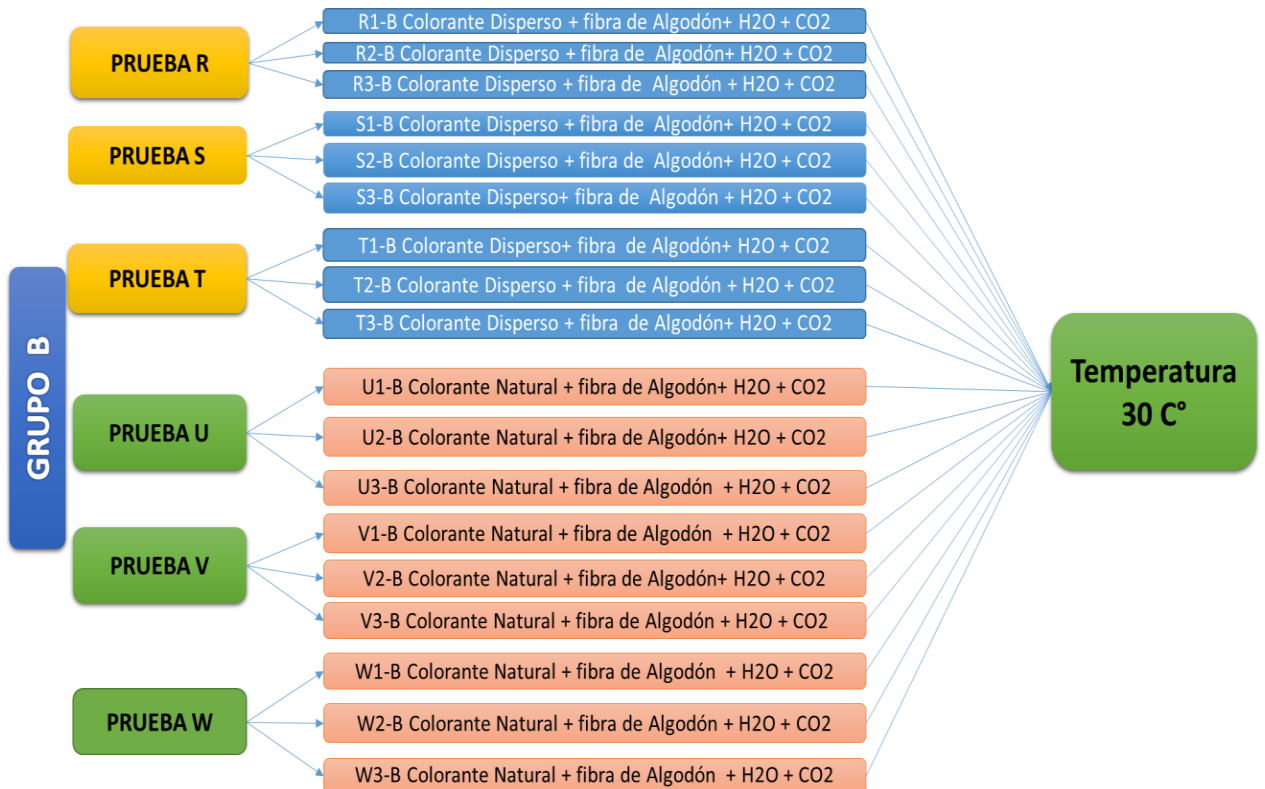 GRUPO B
PRUEBA R
R1-B Colorante Disperso + fibra de Algodón+ H2O + CO2
R2-B Colorante Disperso + fibra de Algodón+ H2O + CO2
R3-B Colorante Disperso + fibra de Algodón + H2O + CO2
PRUEBA S
S1-B Colorante Disperso + fibra de Algodón+ H2O + CO2
S2-B Colorante Disperso + fibra de Algodón+ H2O + CO2
S3-B Colorante Disperso+ fibra de Algodón + H2O + CO2
PRUEBA T
T1-B Colorante Disperso+ fibra de Algodón+ H2O + CO2
T2-B Colorante Disperso + fibra de Algodón+ H2O + CO2
T3-B Colorante Disperso + fibra de Algodón+ H2O + CO2
PRUEBA U
U1-B Colorante Natural + fibra de Algodón+ H2O + CO2
U2-B Colorante Natural + fibra de Algodón+ H2O + CO2
U3-B Colorante Natural + fibra de Algodón + H2O + CO2
PRUEBA V
V1-B Colorante Natural + fibra de Algodón + H2O + CO2
V2-B Colorante Natural + fibra de Algodón+ H2O + CO2
V3-B Colorante Natural + fibra de Algodón + H2O + CO2
PRUEBA W
W1-B Colorante Natural + fibra de Algodón + H2O + CO2
W2-B Colorante Natural + fibra de Algodón + H2O + CO2
W3-B Colorante Natural + fibra de Algodón + H2O + CO2
Temperatura
30 C°